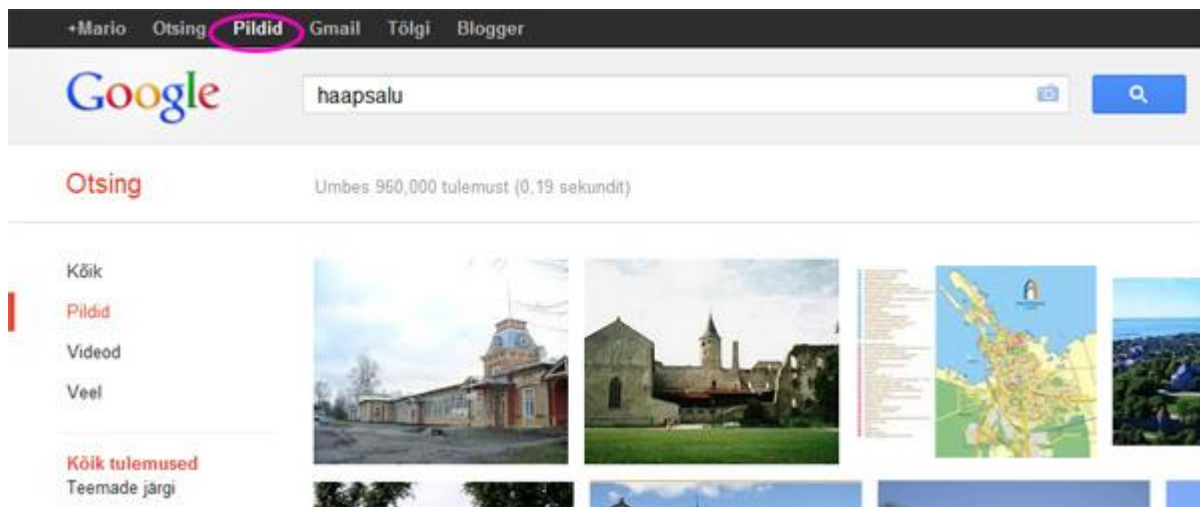 +Mario Otsing Pildid Gmail Tõlgi Blogger
Google haapsalu
Otsing Umbes 960,000 tulemust (0,19 sekundit)
Kõik
Pildid
Videod
Veel
Kõik tulemused
Teemade järgi